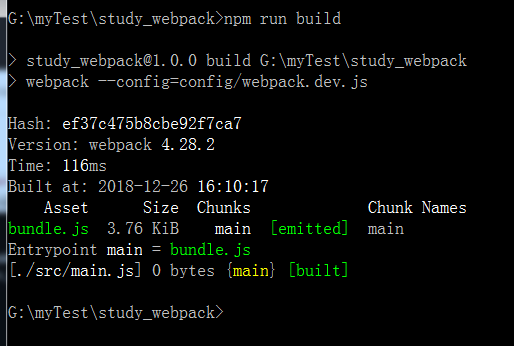 G:\myTest\study_webpack>npm run build
> study_webpack@1.0.0 build G:\myTest\study_webpack
> webpack --config=config/webpack.dev.js
Hash: ef37c475b8cbe92f7ca7
Version: webpack 4.28.2
Time: 116ms
Built at: 2018-12-26 16:10:17
Asset Size Chunks Chunk Names
bundle.js 3.76 KiB main [emitted] main
Entrypoint main = bundle.js
[./src/main.js] 0 bytes {main} [built]
G:\myTest\study_webpack>